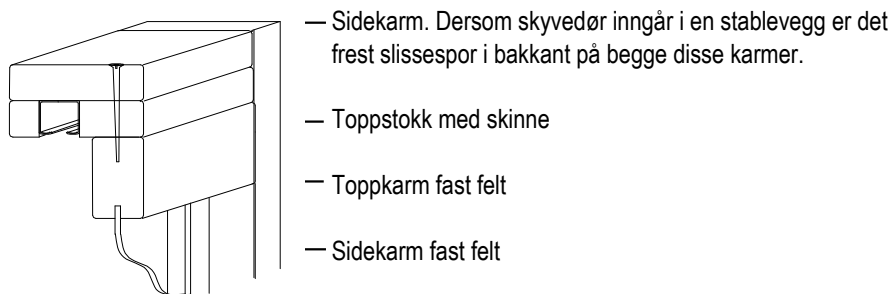 — Sidekarm. Dersom skyvedør inngår i en stablevegg er det
frest slissespor i bakkant på begge disse karmer.
— Toppstokk med skinne
— Toppkarm fast felt
— Sidekarm fast felt